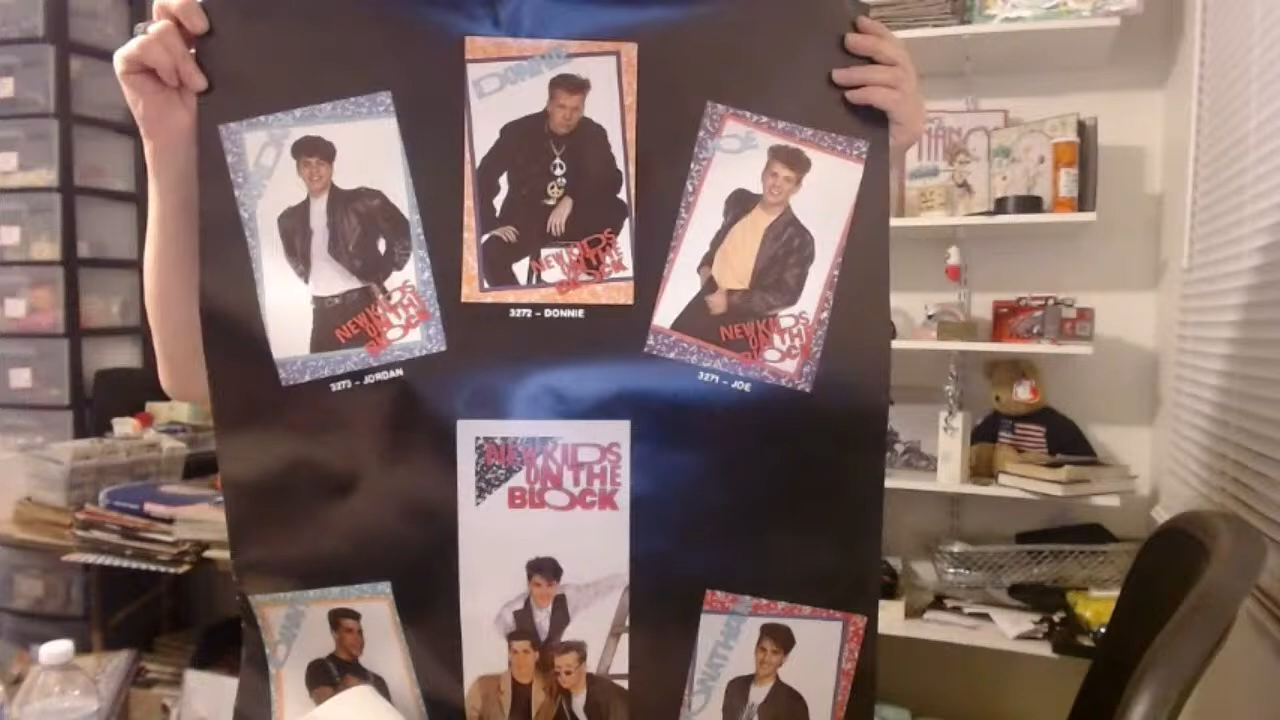 DONNIE
NEW KIDS
ON THE
BLOCK
3272 - DONNIE
NEW KIDS
ON THE
BLOCK
3273 - JORDAN
JOE
NEW KIDS
ON THE
BLOCK
3271 - JOE
NEW KIDS
ON THE
BLOCK